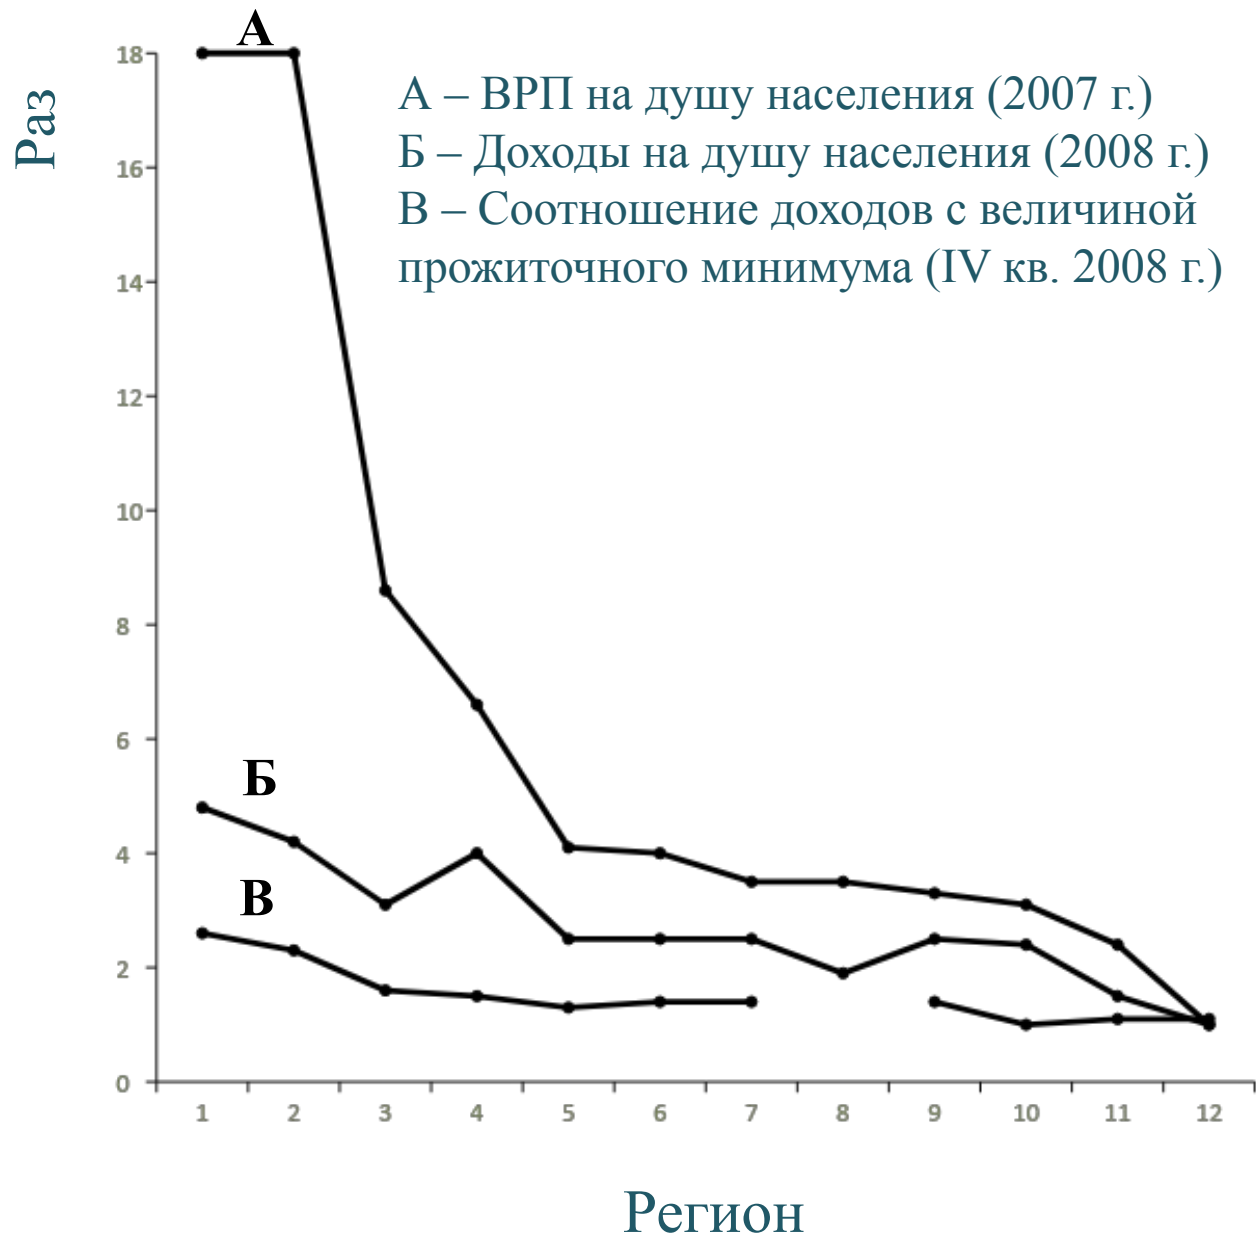 А
Раз
А – ВРП на душу населения (2007 г.)
Б – Доходы на душу населения (2008 г.)
В – Соотношение доходов с величиной
прожиточного минимума (IV кв. 2008 г.)
18
16
14
12
10
8
6
4
2
0
Б
В
1 2 3 4 5 6 7 8 9 10 11 12
Регион